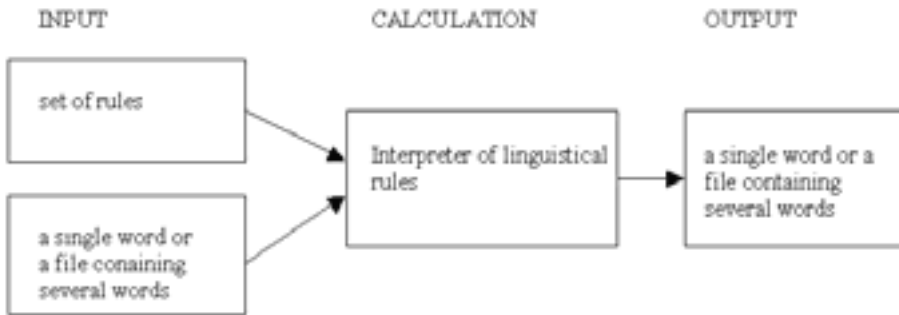 INPUT
CALCULATION
OUTPUT
set of rules
Interpreter of linguistical
rules
a single word or a
file containing
several words
a single word or
a file conaining
several words